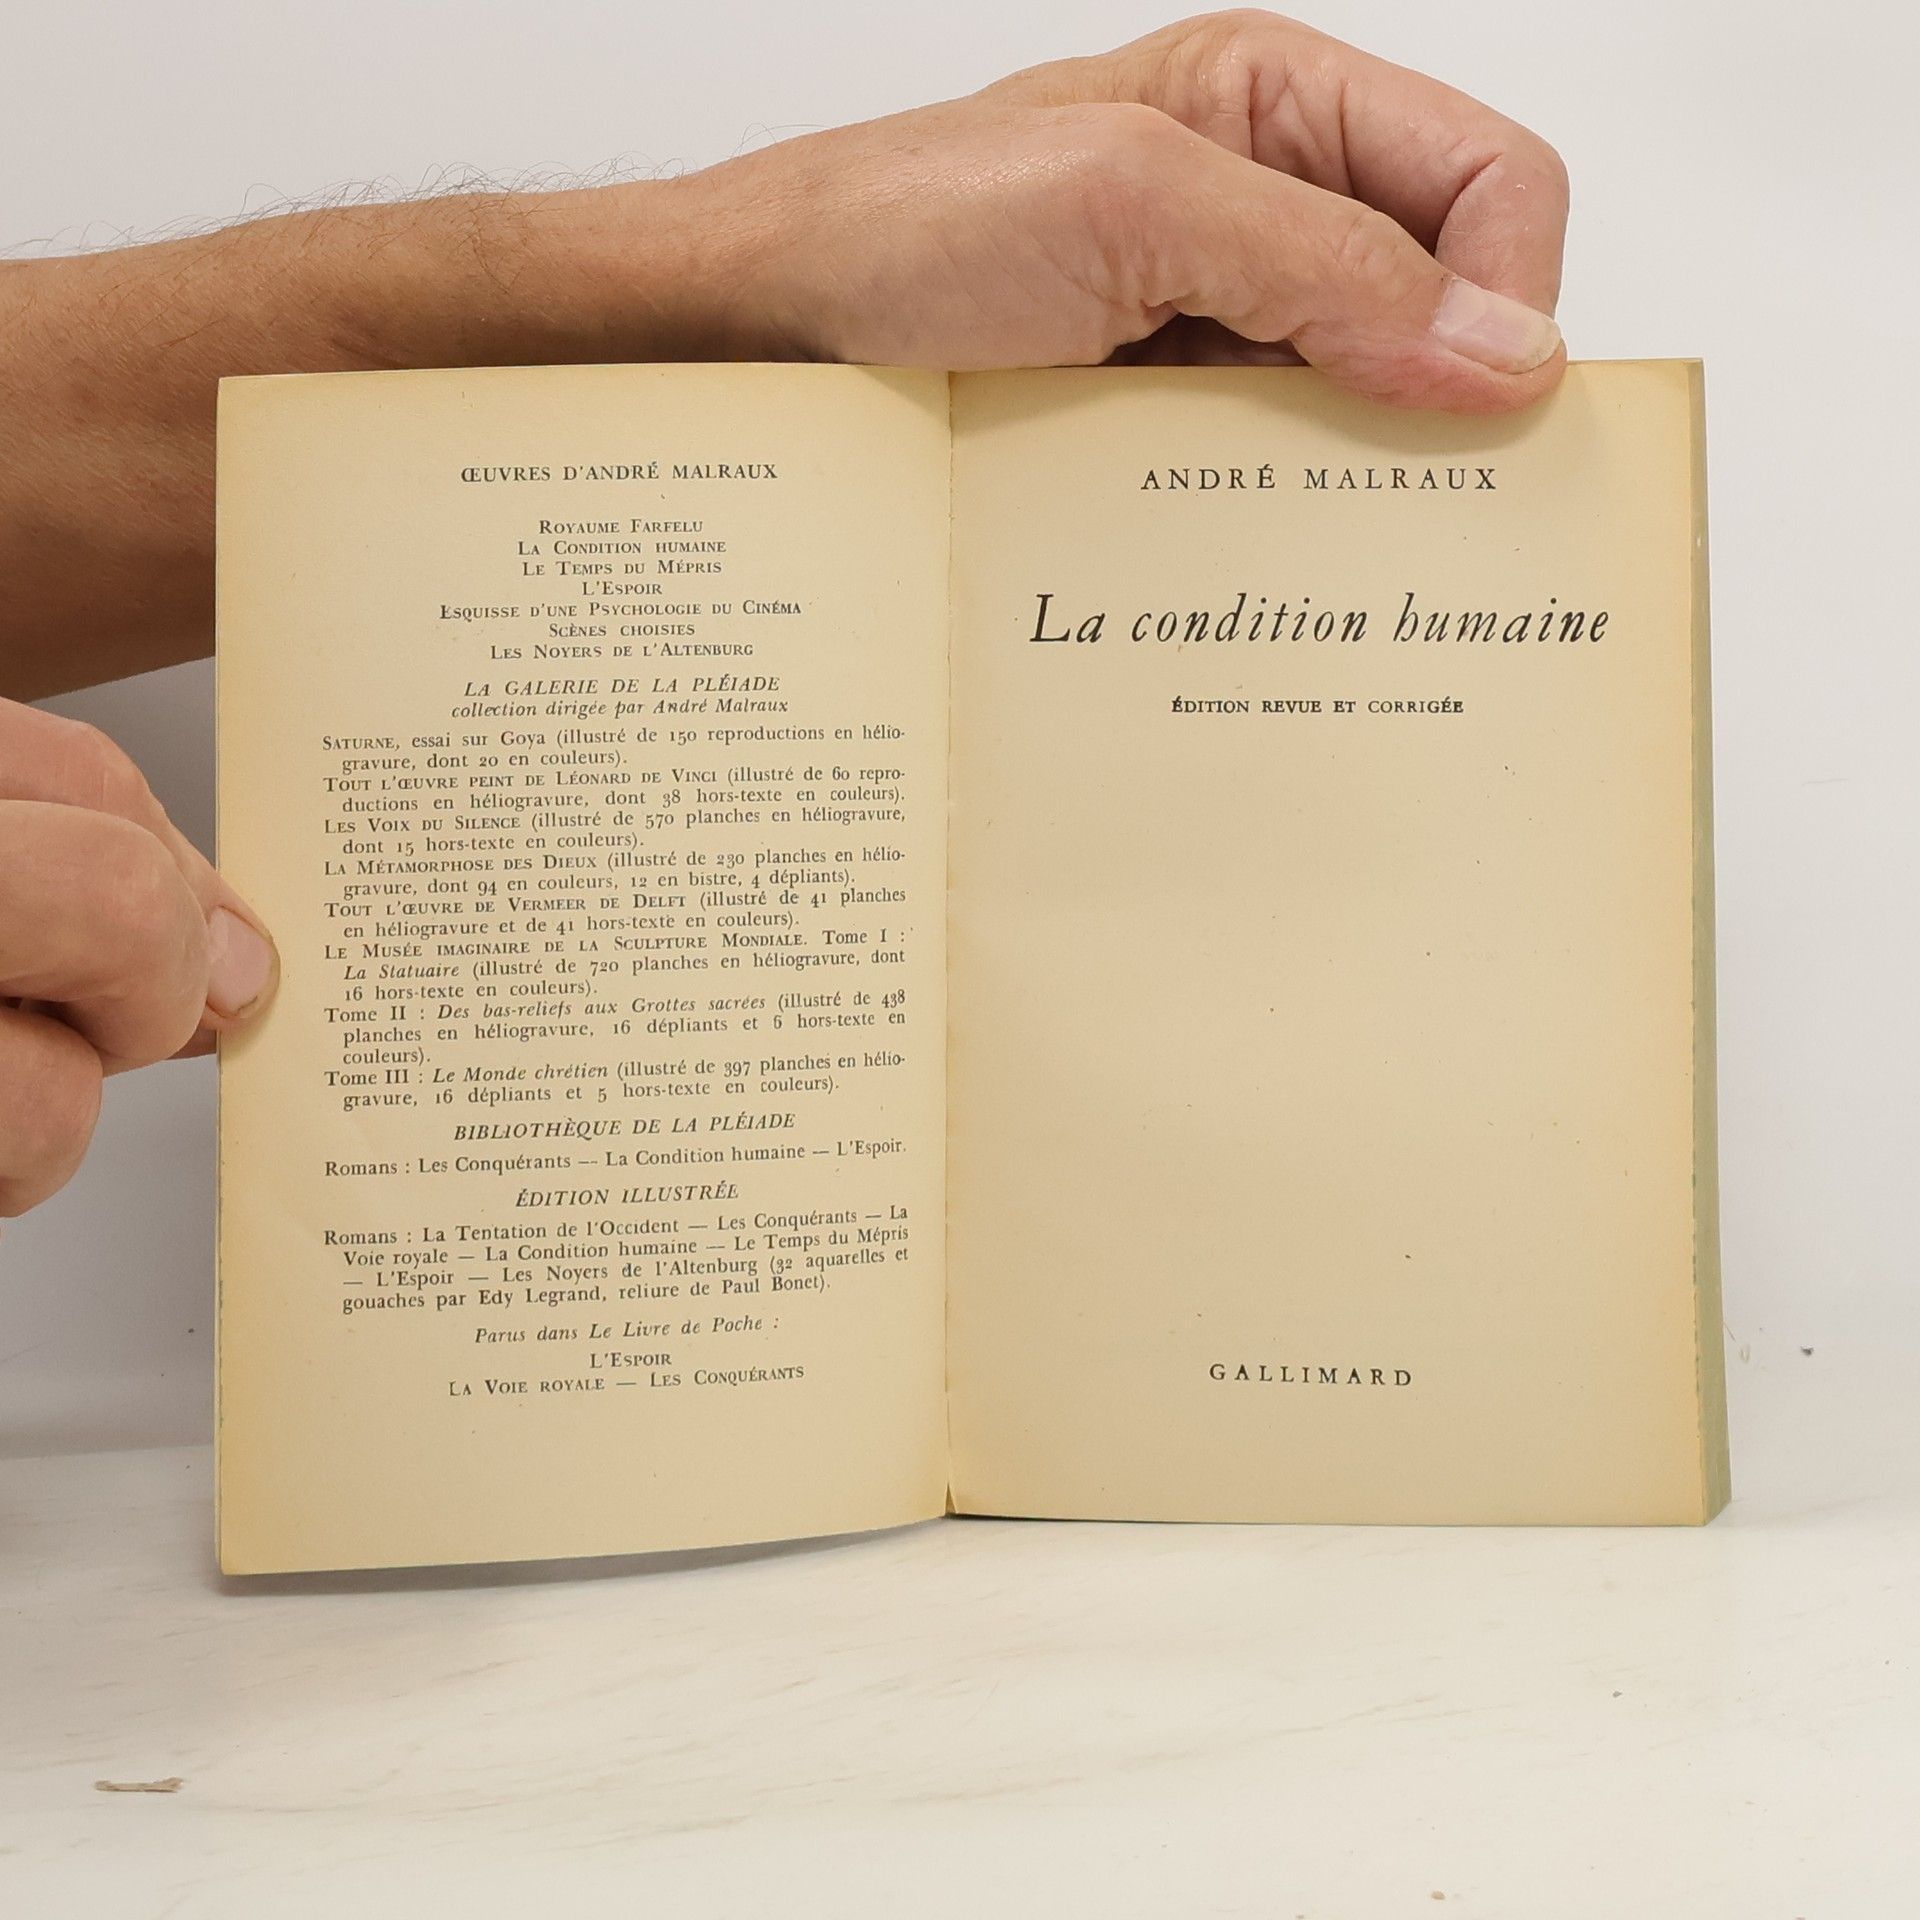 ŒUVRES D'ANDRÉ MALRAUX
ROYAUME FARFELU
LA CONDITION HUMAINE
LE TEMPS DU MÉPRIS
L'ESPOIR
ESQUISSE D'UNE PSYCHOLOGIE DU CINÉMA
SCÈNES CHOISIES
LES NOYERS DE L'ALTENBURG
LA GALERIE DE LA PLÉIADE
collection dirigée par André Malraux
SATURNE, essai sur Goya (illustré de 150 reproductions en hélio-
gravure, dont 20 en couleurs).
TOUT L'ŒUVRE PEINT DE LÉONARD DE VINCI (illustré de 60 repro-
ductions en héliogravure, dont 38 hors-texte en couleurs).
LES VOIX DU SILENCE (illustré de 570 planches en héliogravure,
dont 15 hors-texte en couleurs).
LA MÉTAMORPHOSE DES DIEUX (illustré de 230 planches en hélio-
gravure, dont 94 en couleurs, 12 en bistre, 4 dépliants).
TOUT L'ŒUVRE DE VERMEER DE DELFT (illustré de 41 planches
en héliogravure et de 41 hors-texte en couleurs).
LE MUSÉE IMAGINAIRE DE LA SCULPTURE MONDIALE. Tome I :
La Statuaire (illustré de 720 planches en héliogravure, dont
16 hors-texte en couleurs).
Tome II : Des bas-reliefs aux Grottes sacrées (illustré de 438
planches en héliogravure, 16 dépliants et 6 hors-texte en
couleurs).
Tome III : Le Monde chrétien (illustré de 397 planches en hélio-
gravure, 16 dépliants et 5 hors-texte en couleurs).
BIBLIOTHÈQUE DE LA PLÉIADE
Romans : Les Conquérants — La Condition humaine — L'Espoir.
ÉDITION ILLUSTRÉE
Romans : La Tentation de l'Occident — Les Conquérants — La
Voie royale — La Condition humaine — Le Temps du Mépris
— L'Espoir — Les Noyers de l'Altenburg (32 aquarelles et
gouaches par Edy Legrand, reliure de Paul Bonet).
Parus dans Le Livre de Poche :
L'ESPOIR
LA VOIE ROYALE — LES CONQUÉRANTS
ANDRÉ MALRAUX
La condition humaine
ÉDITION REVUE ET CORRIGÉE
GALLIMARD